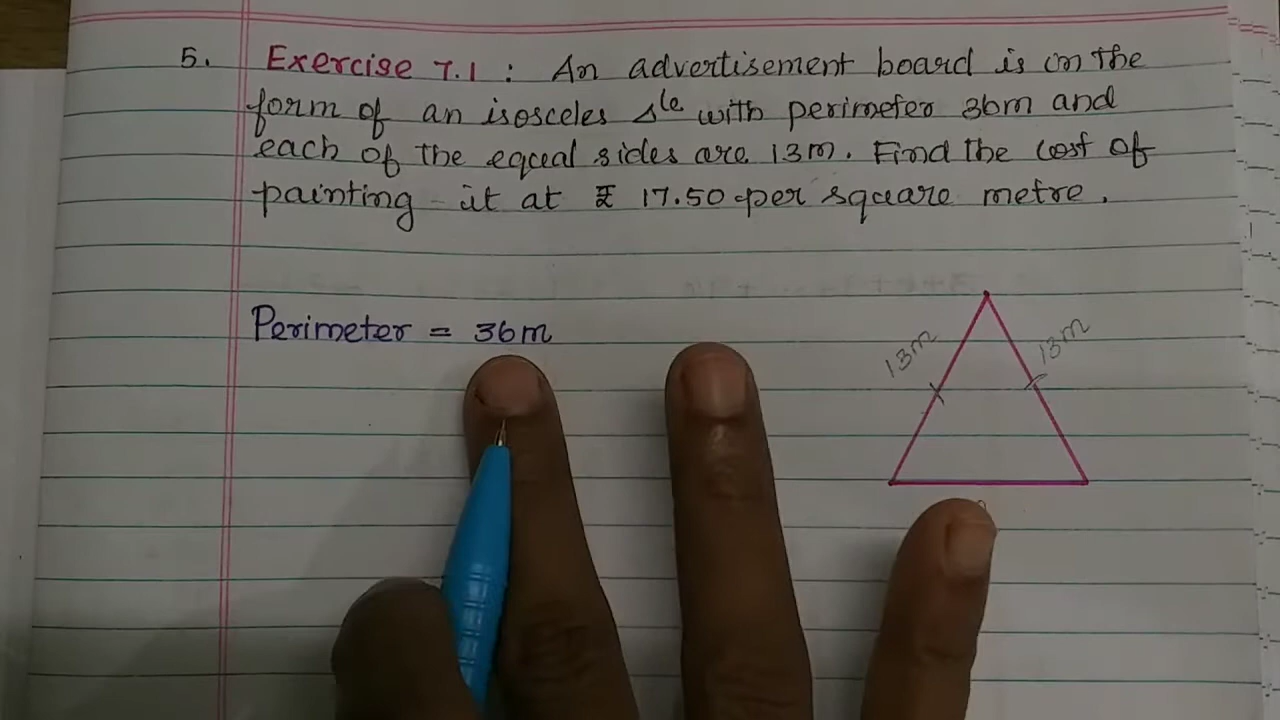 5. Exercise 7.1 : An advertisement board is in the
form of an isosceles Δle with perimeter 36m and
each of the equal sides are 13m. Find the cost of
painting it at ₹ 17.50 per square metre.
Perimeter = 36m
13m 13m